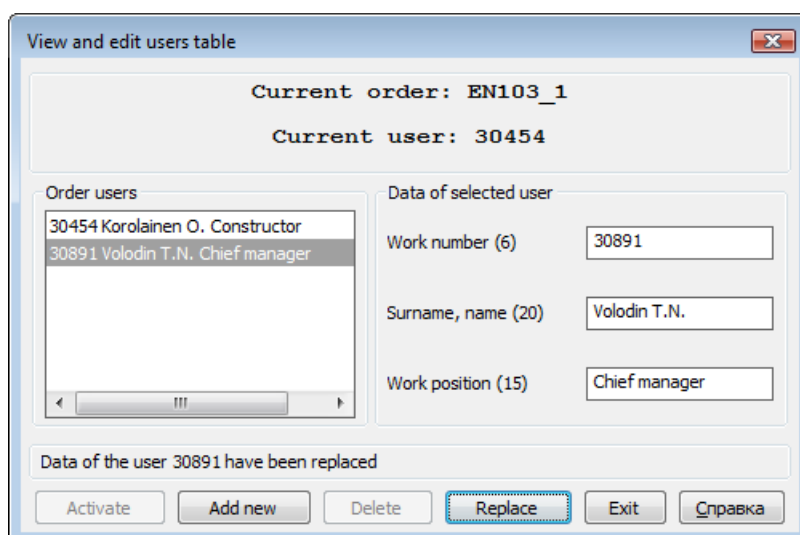 View and edit users table
Current order: EN103_1
Current user: 30454
Order users
30454 Korolainen O. Constructor
30891 Volodin T.N. Chief manager
Data of selected user
Work number (6)
30891
Surname, name (20)
Volodin T.N.
Work position (15)
Chief manager
Data of the user 30891 have been replaced
Activate
Add new
Delete
Replace
Exit
Справка